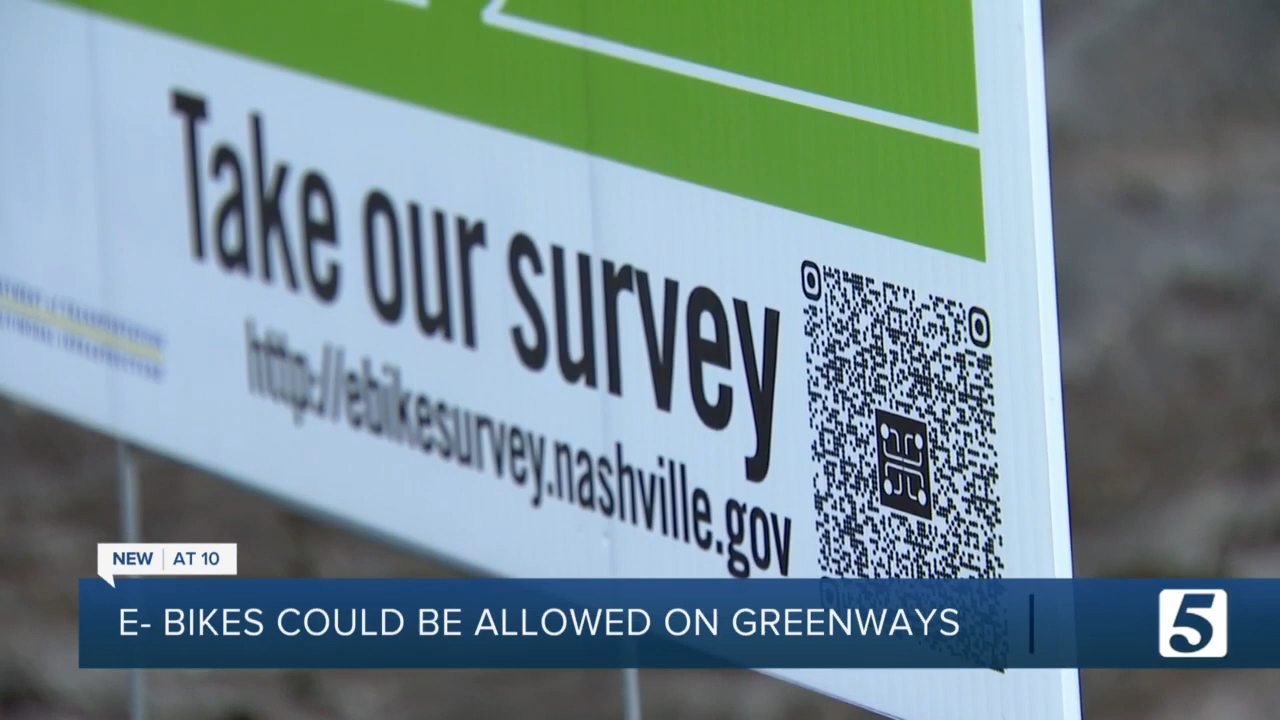 Take our survey
http://ebikesurvey.nashville.gov
NEW AT 10
E- BIKES COULD BE ALLOWED ON GREENWAYS
5